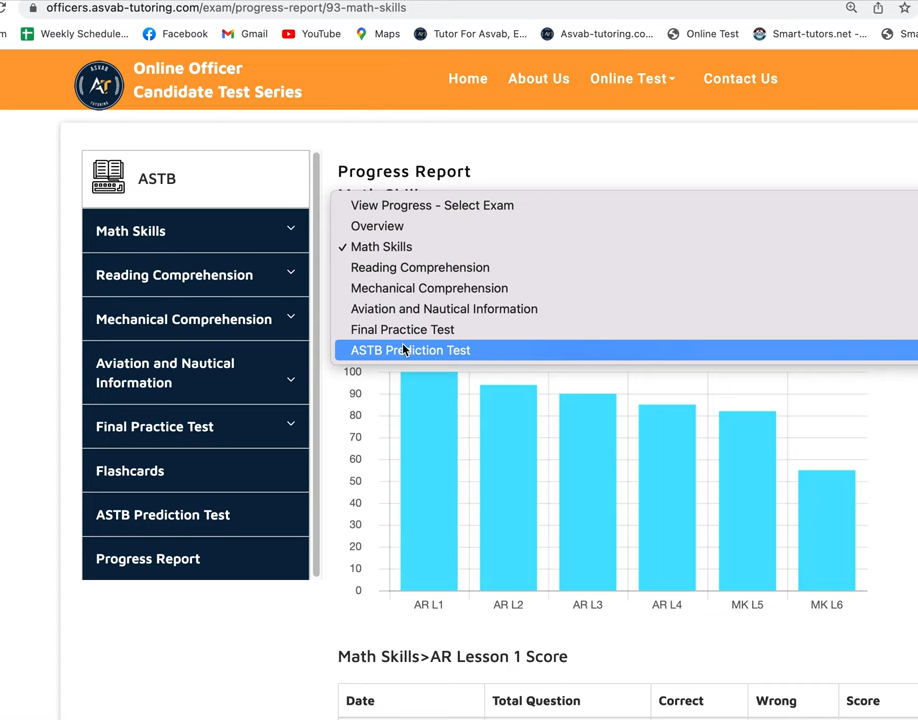 officers.asvab-tutoring.com/exam/progress-report/93-math-skills
Weekly Schedule... Facebook Gmail YouTube Maps Tutor For Asvab, E... Asvab-tutoring.co... Online Test Smart-tutors.net -... Sma
ASVAB
AT
TUTORING
Online Officer
Candidate Test Series
Home About Us Online Test Contact Us
ASTB
Math Skills
Reading Comprehension
Mechanical Comprehension
Aviation and Nautical
Information
Final Practice Test
Flashcards
ASTB Prediction Test
Progress Report
Progress Report
Math Skills
View Progress - Select Exam
Overview
✓ Math Skills
Reading Comprehension
Mechanical Comprehension
Aviation and Nautical Information
Final Practice Test
ASTB Prediction Test
100
90
80
70
60
50
40
30
20
10
0
AR L1 AR L2 AR L3 AR L4 MK L5 MK L6
Math Skills>AR Lesson 1 Score
Date Total Question Correct Wrong Score